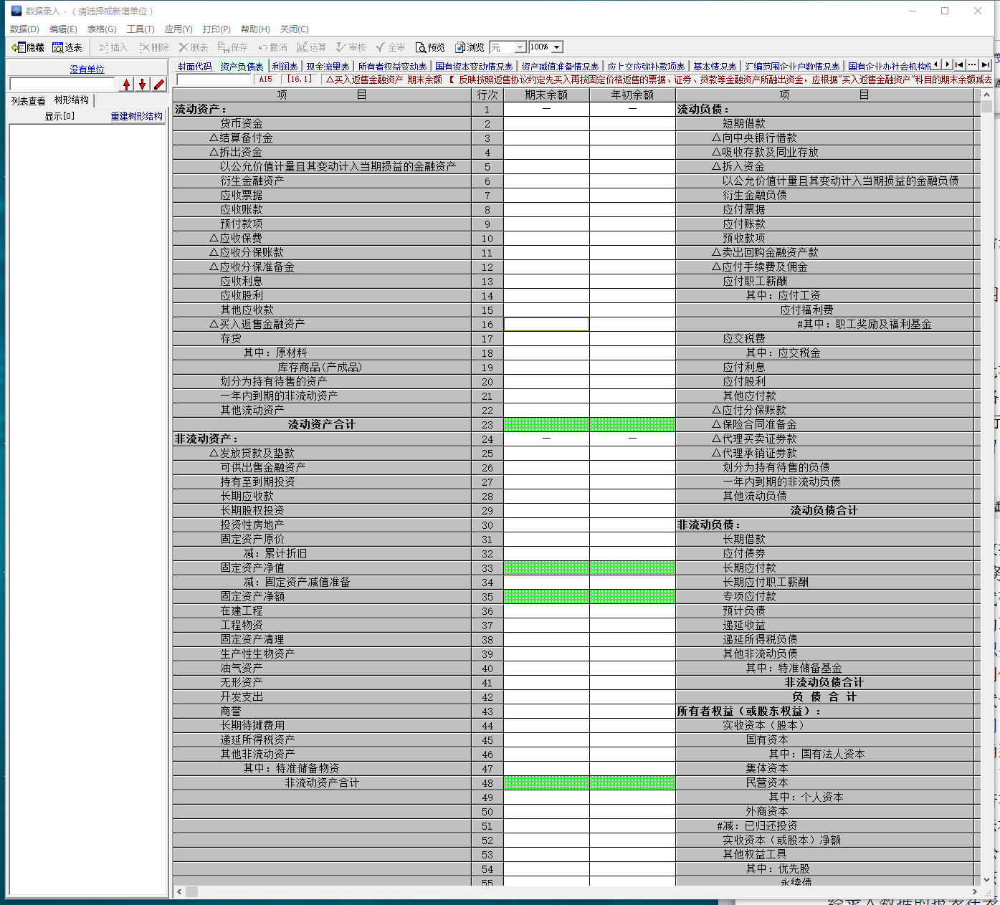 数据录入 - （请选择或新增单位）
数据(D) 编辑(E) 表格(G) 工具(T) 应用(Y) 打印(P) 帮助(H) 关闭(C)
隐藏 选表 插入 删除 删表 保存 撤消 运算 审核 全审 预览 浏览 元 100%
没有单位
封面代码 资产负债表 利润表 现金流量表 所有者权益变动表 国有资本变动情况表 资产减值准备情况表 应上交应弥补款项表 基本情况表 汇编范围企业户数情况表 国有企业办社会机构
A15 [16,1] △买入返售金融资产 期末余额 【 反映按照返售协议约定先买入再按固定价格返售的票据、证券、贷款等金融资产所融出资金，应根据"买入返售金融资产"科目的期末余额减去
列表查看 树形结构
显示[0] 重建树形结构
项 目 行次 期末余额 年初余额 项 目
流动资产： 1 — — 流动负债：
货币资金 2 短期借款
△结算备付金 3 △向中央银行借款
△拆出资金 4 △吸收存款及同业存放
以公允价值计量且其变动计入当期损益的金融资产 5 △拆入资金
衍生金融资产 6 以公允价值计量且其变动计入当期损益的金融负债
应收票据 7 衍生金融负债
应收账款 8 应付票据
预付款项 9 应付账款
△应收保费 10 预收款项
△应收分保账款 11 △卖出回购金融资产款
△应收分保准备金 12 △应付手续费及佣金
应收利息 13 应付职工薪酬
应收股利 14 其中：应付工资
其他应收款 15 应付福利费
△买入返售金融资产 16 #其中：职工奖励及福利基金
存货 17 应交税费
其中：原材料 18 其中：应交税金
库存商品(产成品) 19 应付利息
划分为持有待售的资产 20 应付股利
一年内到期的非流动资产 21 其他应付款
其他流动资产 22 △应付分保账款
流动资产合计 23 △保险合同准备金
非流动资产： 24 — — △代理买卖证券款
△发放贷款及垫款 25 △代理承销证券款
可供出售金融资产 26 划分为持有待售的负债
持有至到期投资 27 一年内到期的非流动负债
长期应收款 28 其他流动负债
长期股权投资 29 流动负债合计
投资性房地产 30 非流动负债：
固定资产原价 31 长期借款
减：累计折旧 32 应付债券
固定资产净值 33 长期应付款
减：固定资产减值准备 34 长期应付职工薪酬
固定资产净额 35 专项应付款
在建工程 36 预计负债
工程物资 37 递延收益
固定资产清理 38 递延所得税负债
生产性生物资产 39 其他非流动负债
油气资产 40 其中：特准储备基金
无形资产 41 非流动负债合计
开发支出 42 负 债 合 计
商誉 43 所有者权益（或股东权益）：
长期待摊费用 44 实收资本（股本）
递延所得税资产 45 国有资本
其他非流动资产 46 其中：国有法人资本
其中：特准储备物资 47 集体资本
非流动资产合计 48 民营资本
49 其中：个人资本
50 外商资本
51 #减：已归还投资
52 实收资本（或股本）净额
53 其他权益工具
54 其中：优先股
55 永续债